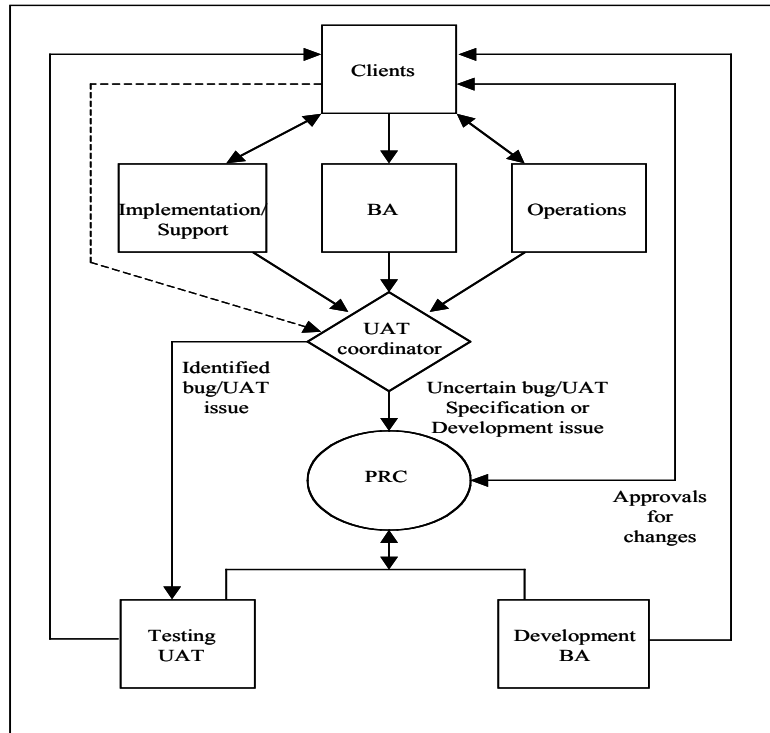 Clients
Implementation/
Support
BA
Operations
UAT
coordinator
Identified
bug/UAT
issue
Uncertain bug/UAT
Specification or
Development issue
PRC
Approvals
for
changes
Testing
UAT
Development
BA